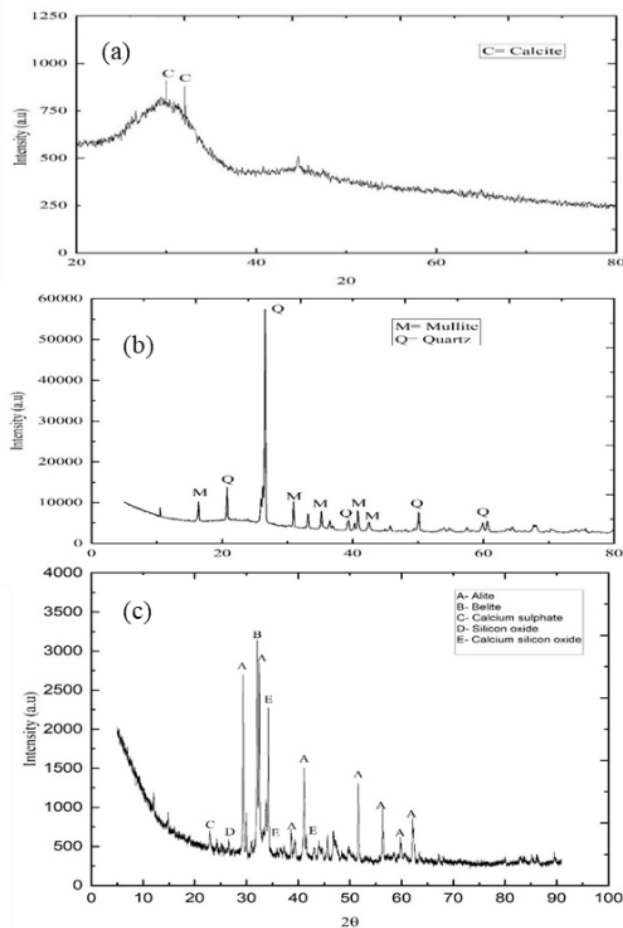 1250
(a)
C= Calcite
1000
C C
750
500
250
0
20 40 60 80
Intensity (a.u)
20
60000
Q
M= Mullite
Q= Quartz
(b)
50000
40000
30000
20000
Q
M
M M M Q
10000
Q M Q
0
0 20 40 60 80
Intensity (a.u)
4000
(c)
A- Alite
B- Belite
C- Calcium sulphate
D- Silicon oxide
E- Calcium silicon oxide
3500
B
3000
A
A
2500
E
2000
A
1500
A
1000
A
A
C D E A E A
500
0
0 10 20 30 40 50 60 70 80 90 100
Intensity (a.u)
2θ